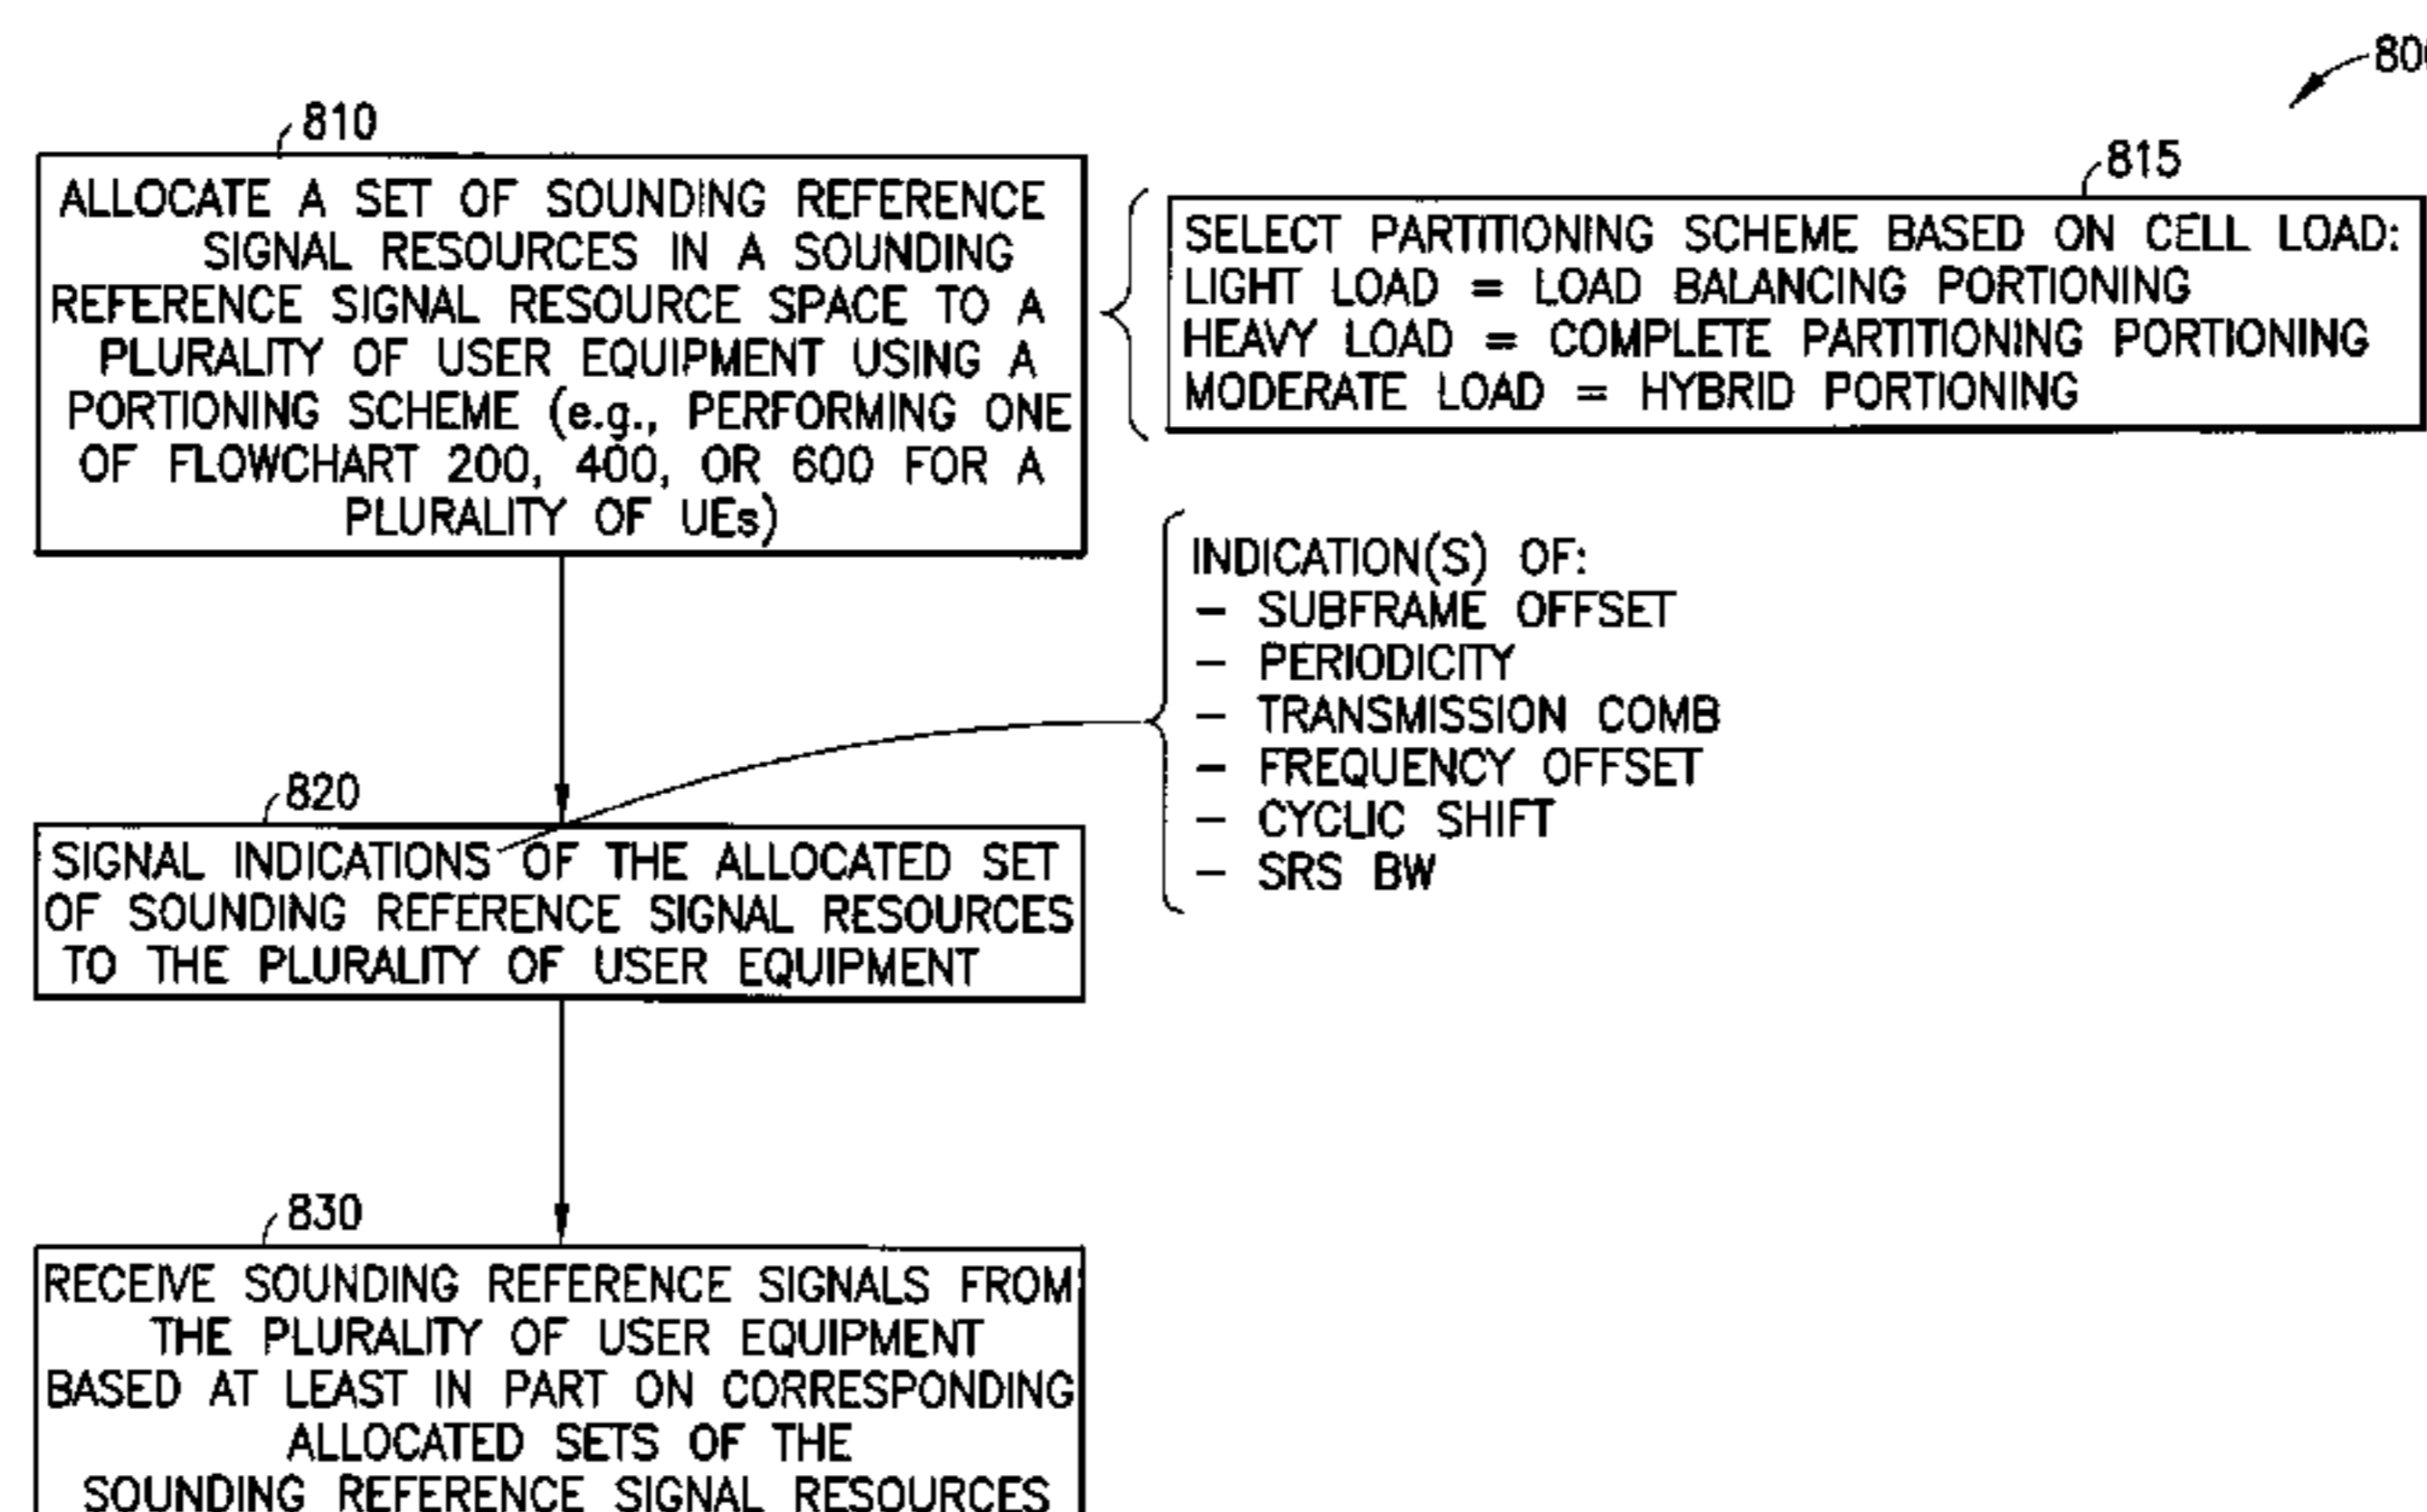 800
810
ALLOCATE A SET OF SOUNDING REFERENCE
SIGNAL RESOURCES IN A SOUNDING
REFERENCE SIGNAL RESOURCE SPACE TO A
PLURALITY OF USER EQUIPMENT USING A
PORTIONING SCHEME (e.g., PERFORMING ONE
OF FLOWCHART 200, 400, OR 600 FOR A
PLURALITY OF UEs)
815
SELECT PARTITIONING SCHEME BASED ON CELL LOAD:
LIGHT LOAD = LOAD BALANCING PORTIONING
HEAVY LOAD = COMPLETE PARTITIONING PORTIONING
MODERATE LOAD = HYBRID PORTIONING
INDICATION(S) OF:
- SUBFRAME OFFSET
- PERIODICITY
- TRANSMISSION COMB
- FREQUENCY OFFSET
- CYCLIC SHIFT
- SRS BW
820
SIGNAL INDICATIONS OF THE ALLOCATED SET
OF SOUNDING REFERENCE SIGNAL RESOURCES
TO THE PLURALITY OF USER EQUIPMENT
830
RECEIVE SOUNDING REFERENCE SIGNALS FROM
THE PLURALITY OF USER EQUIPMENT
BASED AT LEAST IN PART ON CORRESPONDING
ALLOCATED SETS OF THE
SOUNDING REFERENCE SIGNAL RESOURCES